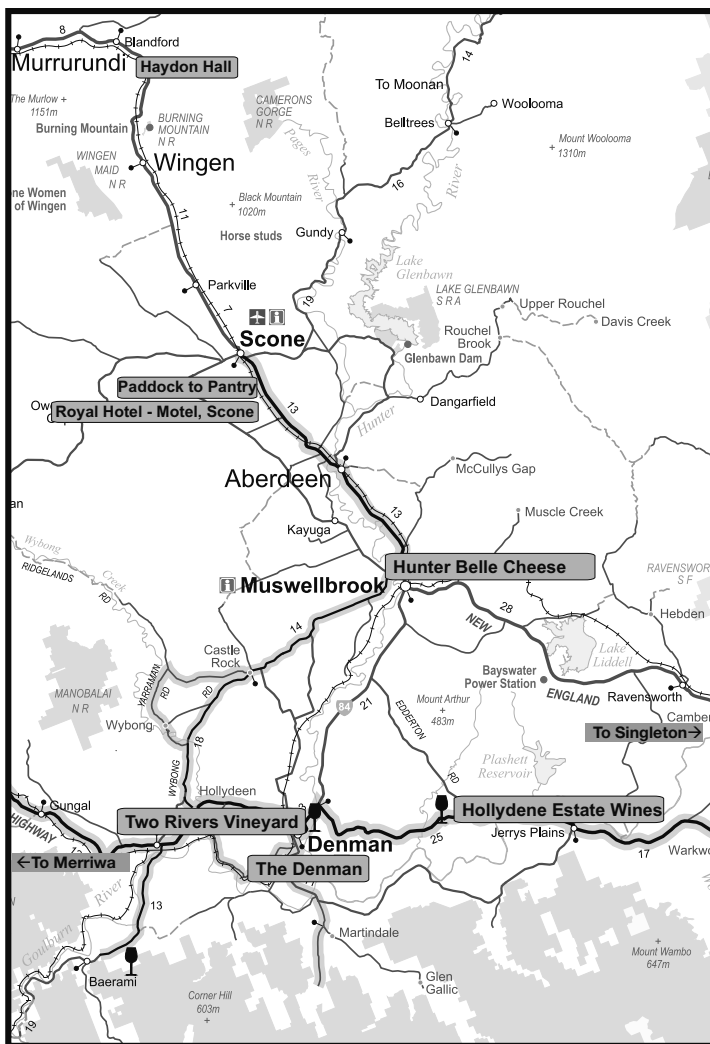 8
Blandford
Murrurundi
Haydon Hall
14
To Moonan
Woolooma
Belltrees
The Murlow +
1151m
BURNING
MOUNTAIN
N R
Burning Mountain
CAMERONS
GORGE
N R
Pages
River
River
+ Mount Woolooma
1310m
WINGEN
MAID
N R
Wingen
16
one Women
of Wingen
Black Mountain
+
1020m
Horse studs
Gundy
11
Lake
Glenbawn
Parkville
19
LAKE GLENBAWN
S R A
Upper Rouchel
7
Davis Creek
Rouchel
Brook
Scone
Glenbawn Dam
Paddock to Pantry
Royal Hotel - Motel, Scone
13
Dangarfield
Hunter
Aberdeen
McCullys Gap
13
an
Kayuga
Muscle Creek
Wybong
Creek
RIDGELANDS
RD
Hunter Belle Cheese
Muswellbrook
RAVENSWOR
S F
28
NEW
ENGLAND
Hebden
14
Castle
Rock
Lake
Liddell
YARRAMAN
RD
RD
MANOBALAI
N R
Bayswater
Power Station
Ravensworth
84
21
EDDERTON
RD
Mount Arthur
+
483m
Camber
Wybong
To Singleton→
18
WYBONG
Plashett
Reservoir
Hollydeen
Gungal
HIGHWAY
Two Rivers Vineyard
Hollydene Estate Wines
25
Jerrys Plains
Denman
←To Merriwa
17
Warkwo
The Denman
River
Goulburn
13
Martindale
+
Mount Wambo
647m
Baerami
Glen
Gallic
Corner Hill
603m
+
19